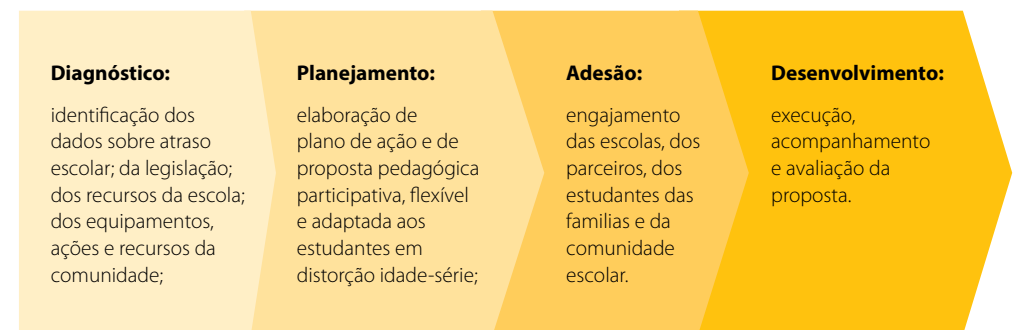 Diagnóstico:
identificação dos
dados sobre atraso
escolar; da legislação;
dos recursos da escola;
dos equipamentos,
ações e recursos da
comunidade;
Planejamento:
elaboração de
plano de ação e de
proposta pedagógica
participativa, flexível
e adaptada aos
estudantes em
distorção idade-série;
Adesão:
engajamento
das escolas, dos
parceiros, dos
estudantes das
familias e da
comunidade
escolar.
Desenvolvimento:
execução,
acompanhamento
e avaliação da
proposta.